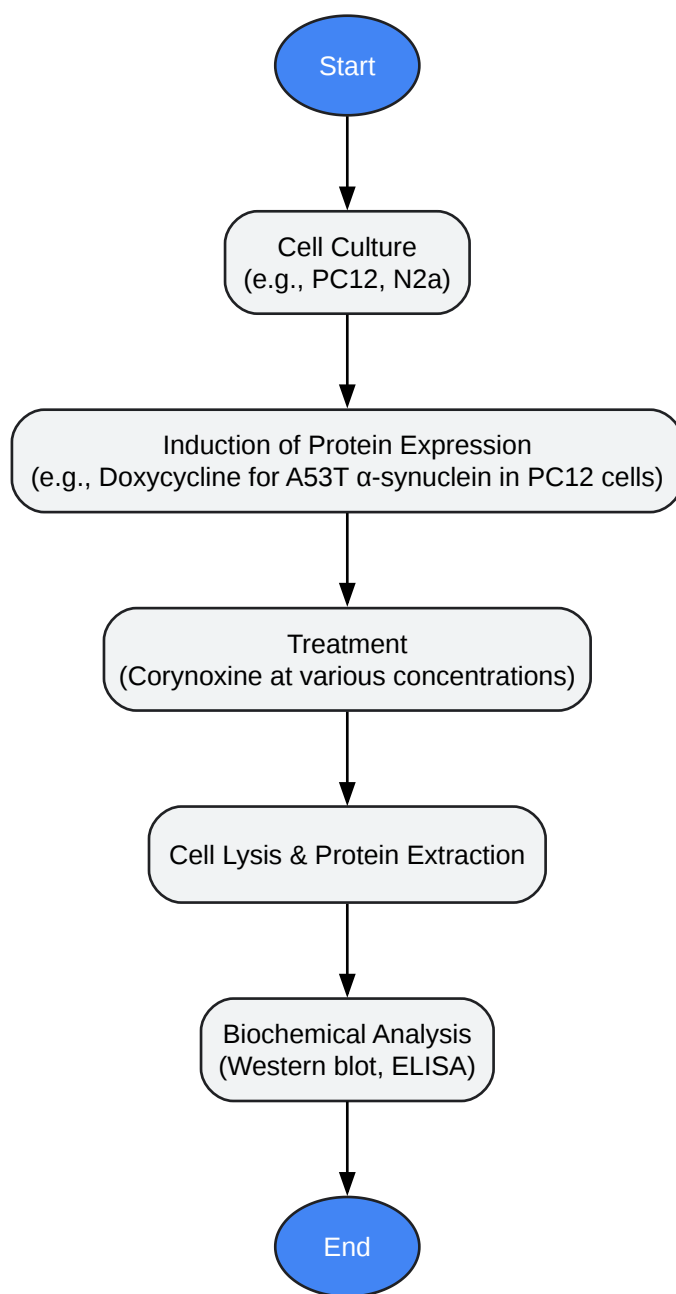 Start
Cell Culture
(e.g., PC12, N2a)
Induction of Protein Expression
(e.g., Doxycycline for A53T α-synuclein in PC12 cells)
Treatment
(Corynoxine at various concentrations)
Cell Lysis & Protein Extraction
Biochemical Analysis
(Western blot, ELISA)
End